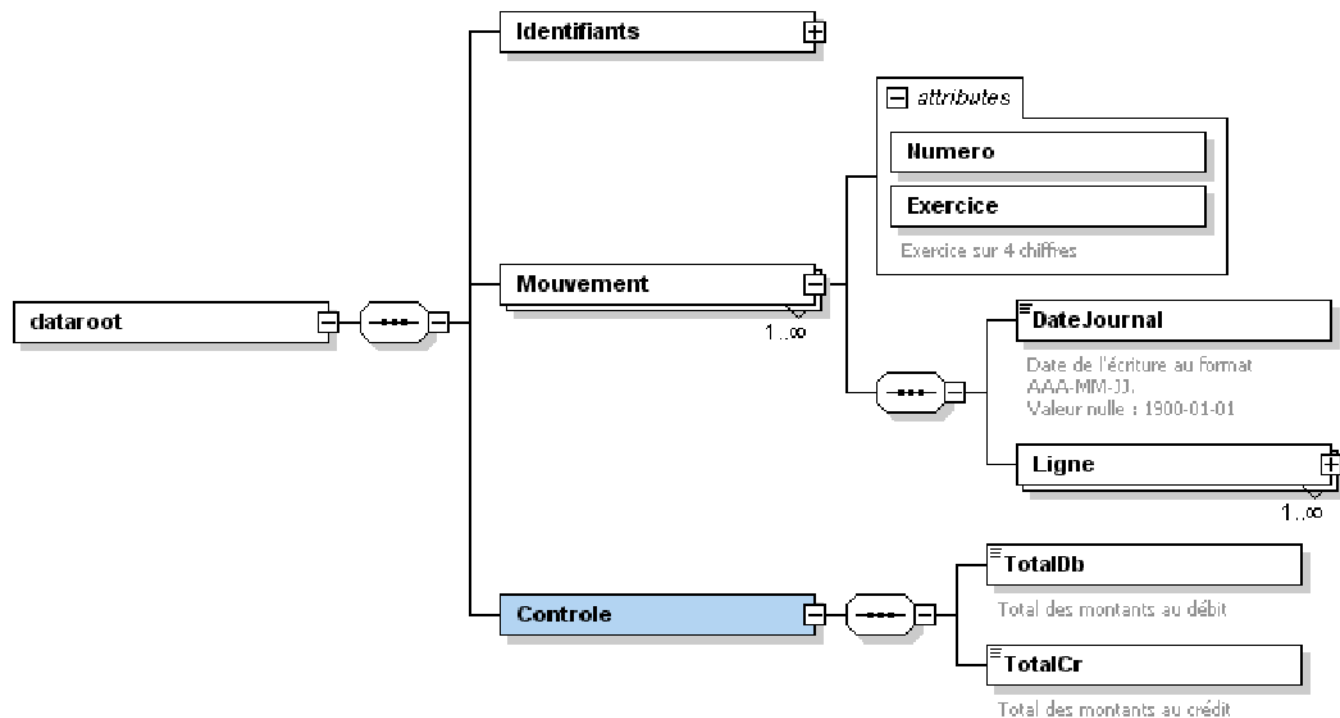 Identifiants
attributes
Numero
Exercice
Exercice sur 4 chiffres
Mouvement
1..∞
dataroot
DateJournal
Date de l'écriture au format
AAA-MM-JJ.
Valeur nulle : 1900-01-01
Ligne
1..∞
TotalDb
Total des montants au débit
Controle
TotalCr
Total des montants au crédit